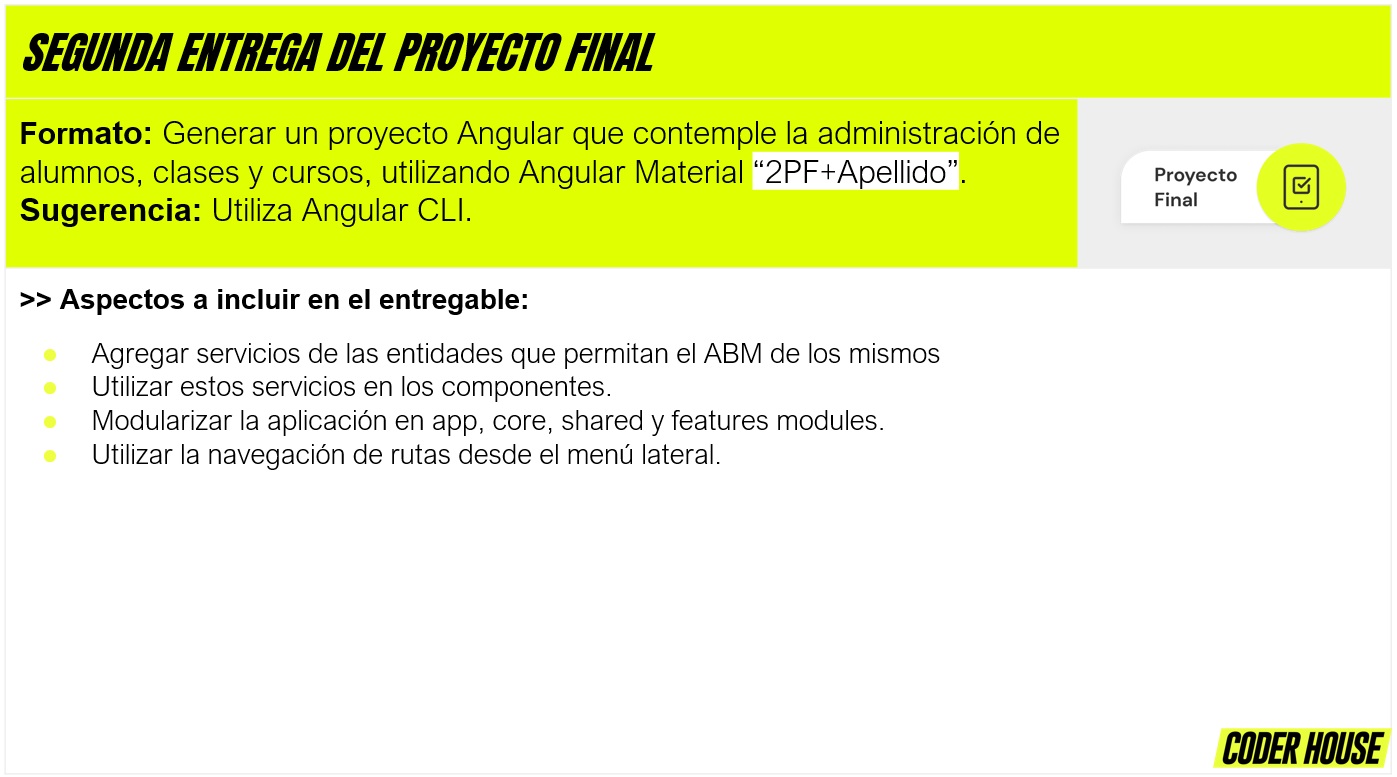 SEGUNDA ENTREGA DEL PROYECTO FINAL
Formato: Generar un proyecto Angular que contemple la administración de
alumnos, clases y cursos, utilizando Angular Material “2PF+Apellido”.
Sugerencia: Utiliza Angular CLI.
Proyecto
Final
>> Aspectos a incluir en el entregable:
Agregar servicios de las entidades que permitan el ABM de los mismos
Utilizar estos servicios en los componentes.
Modularizar la aplicación en app, core, shared y features modules.
Utilizar la navegación de rutas desde el menú lateral.
CODER HOUSE